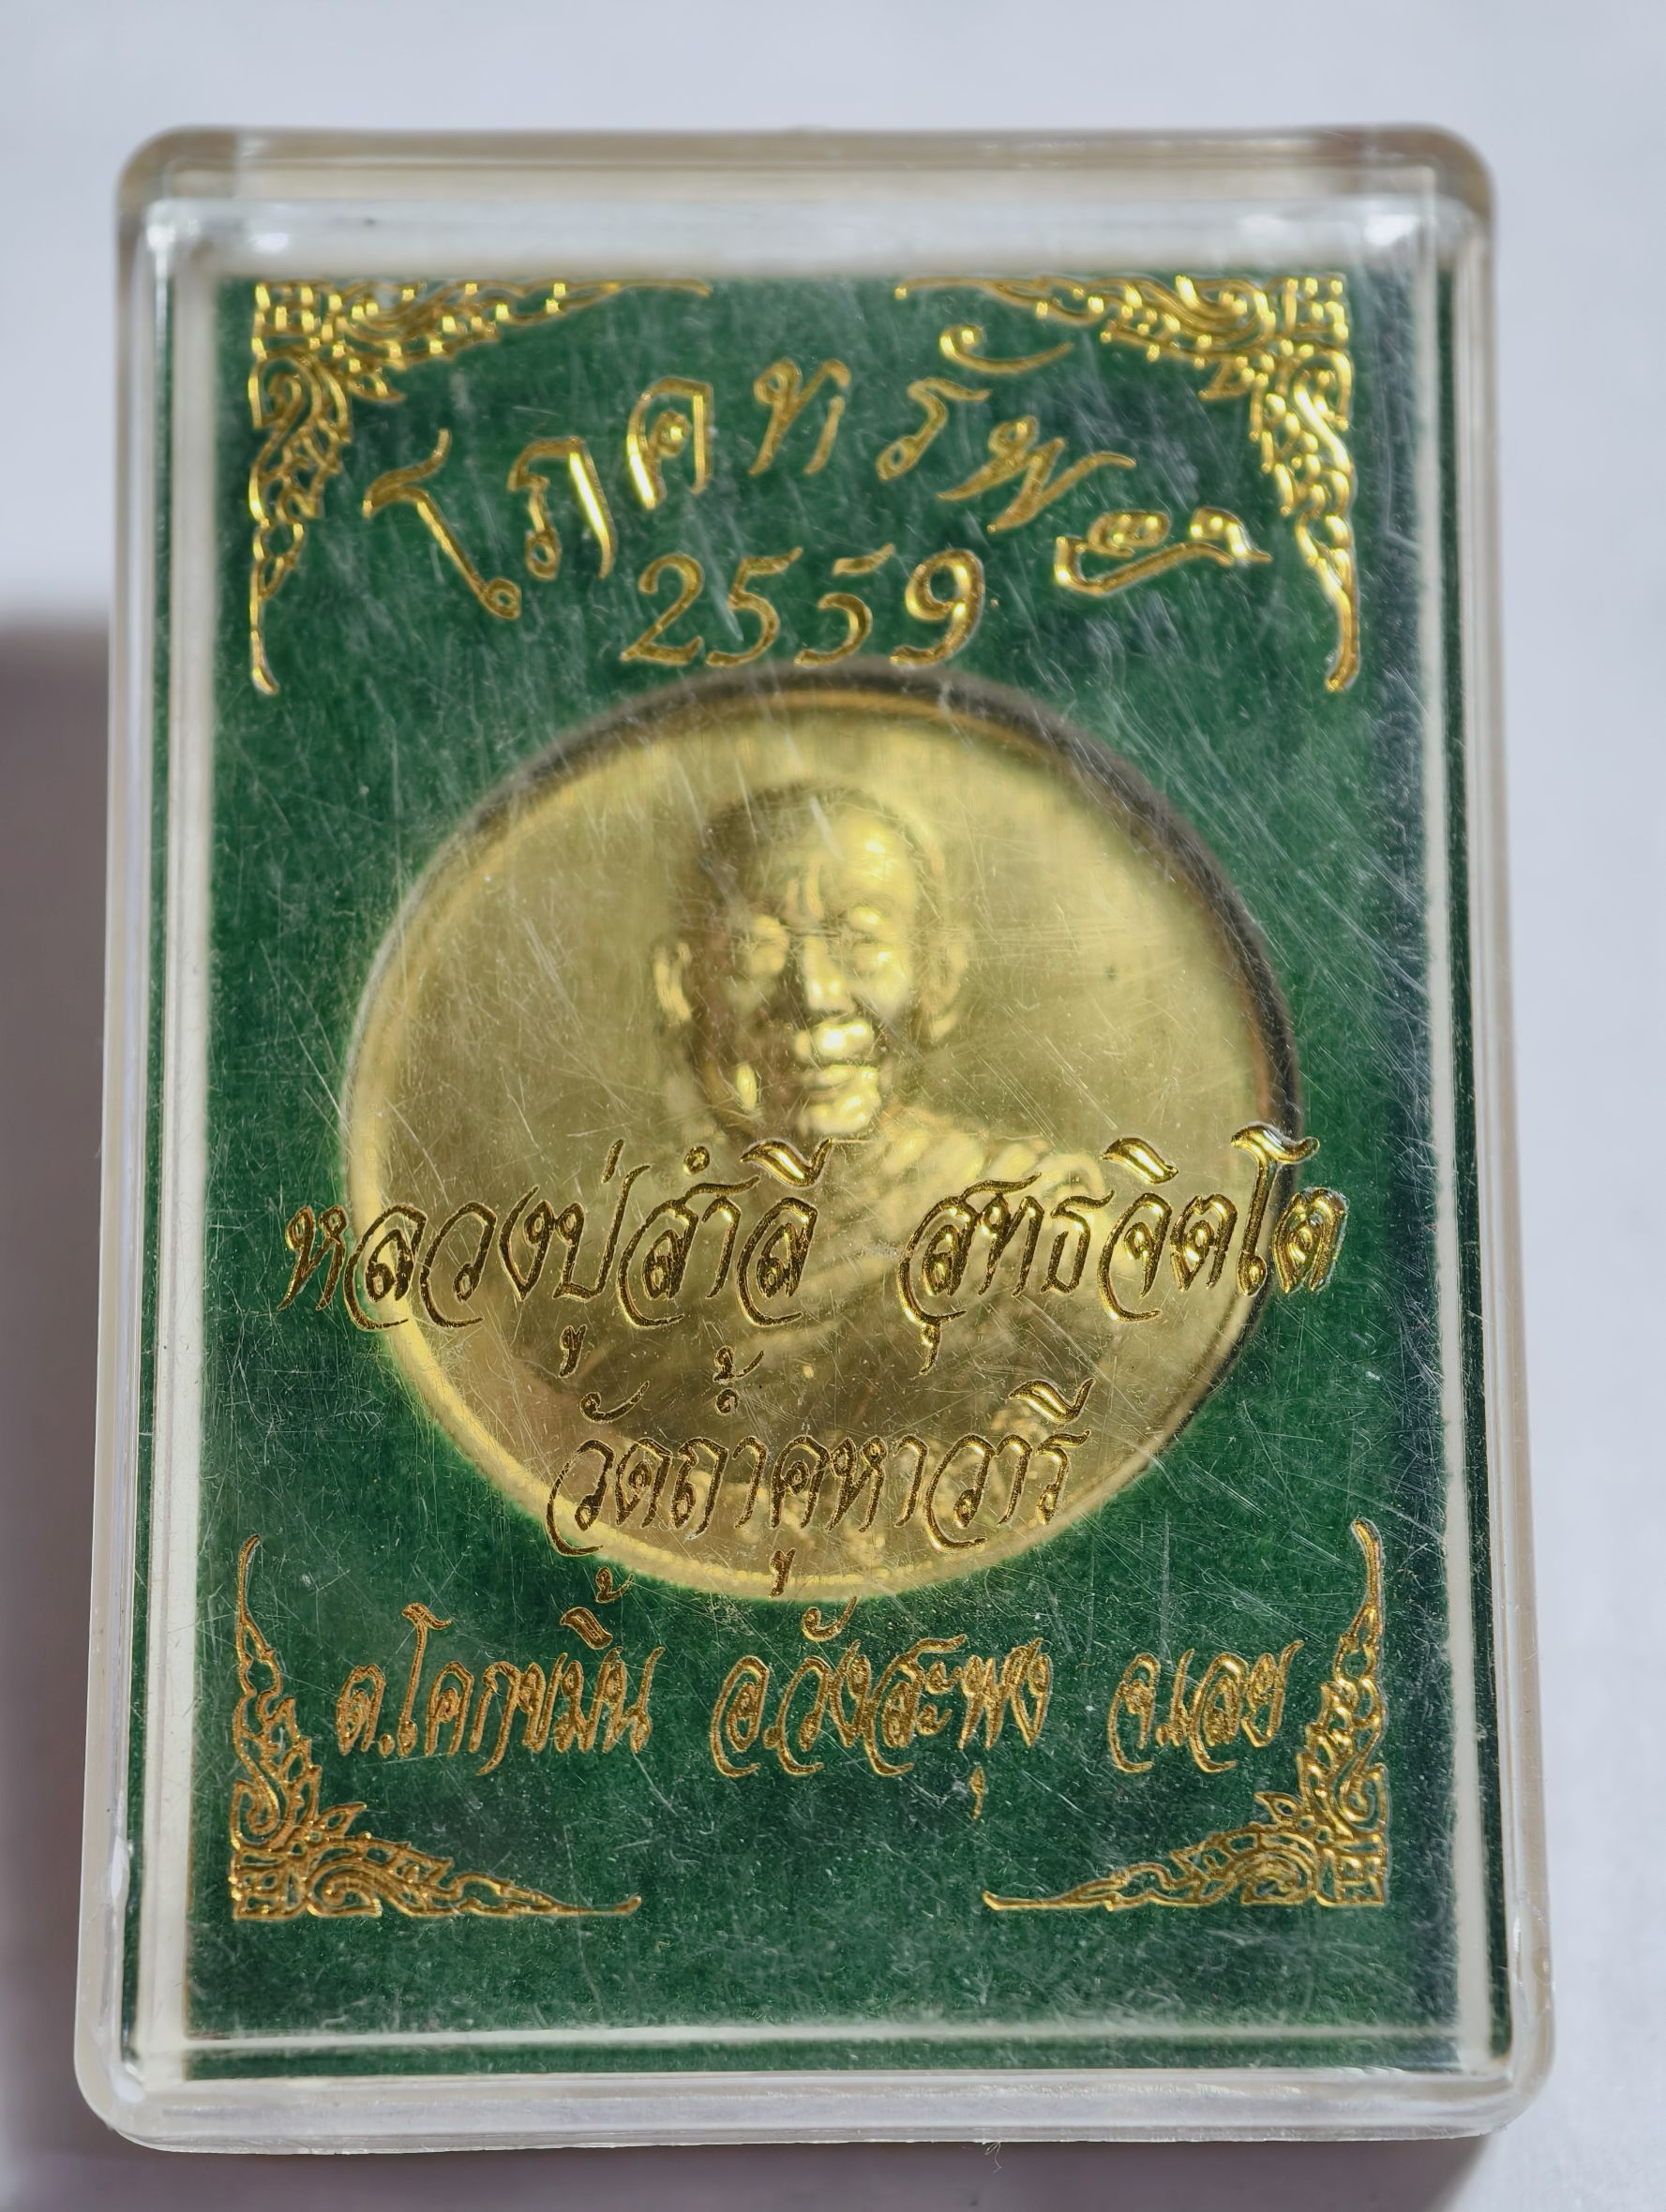 โภคทรัพย์
2559
หลวงปู่สำลี สุทธจิตโต
วัดถ้ำคูหาวารี
ต.โคกขมิ้น อ.วังสะพุง จ.เลย